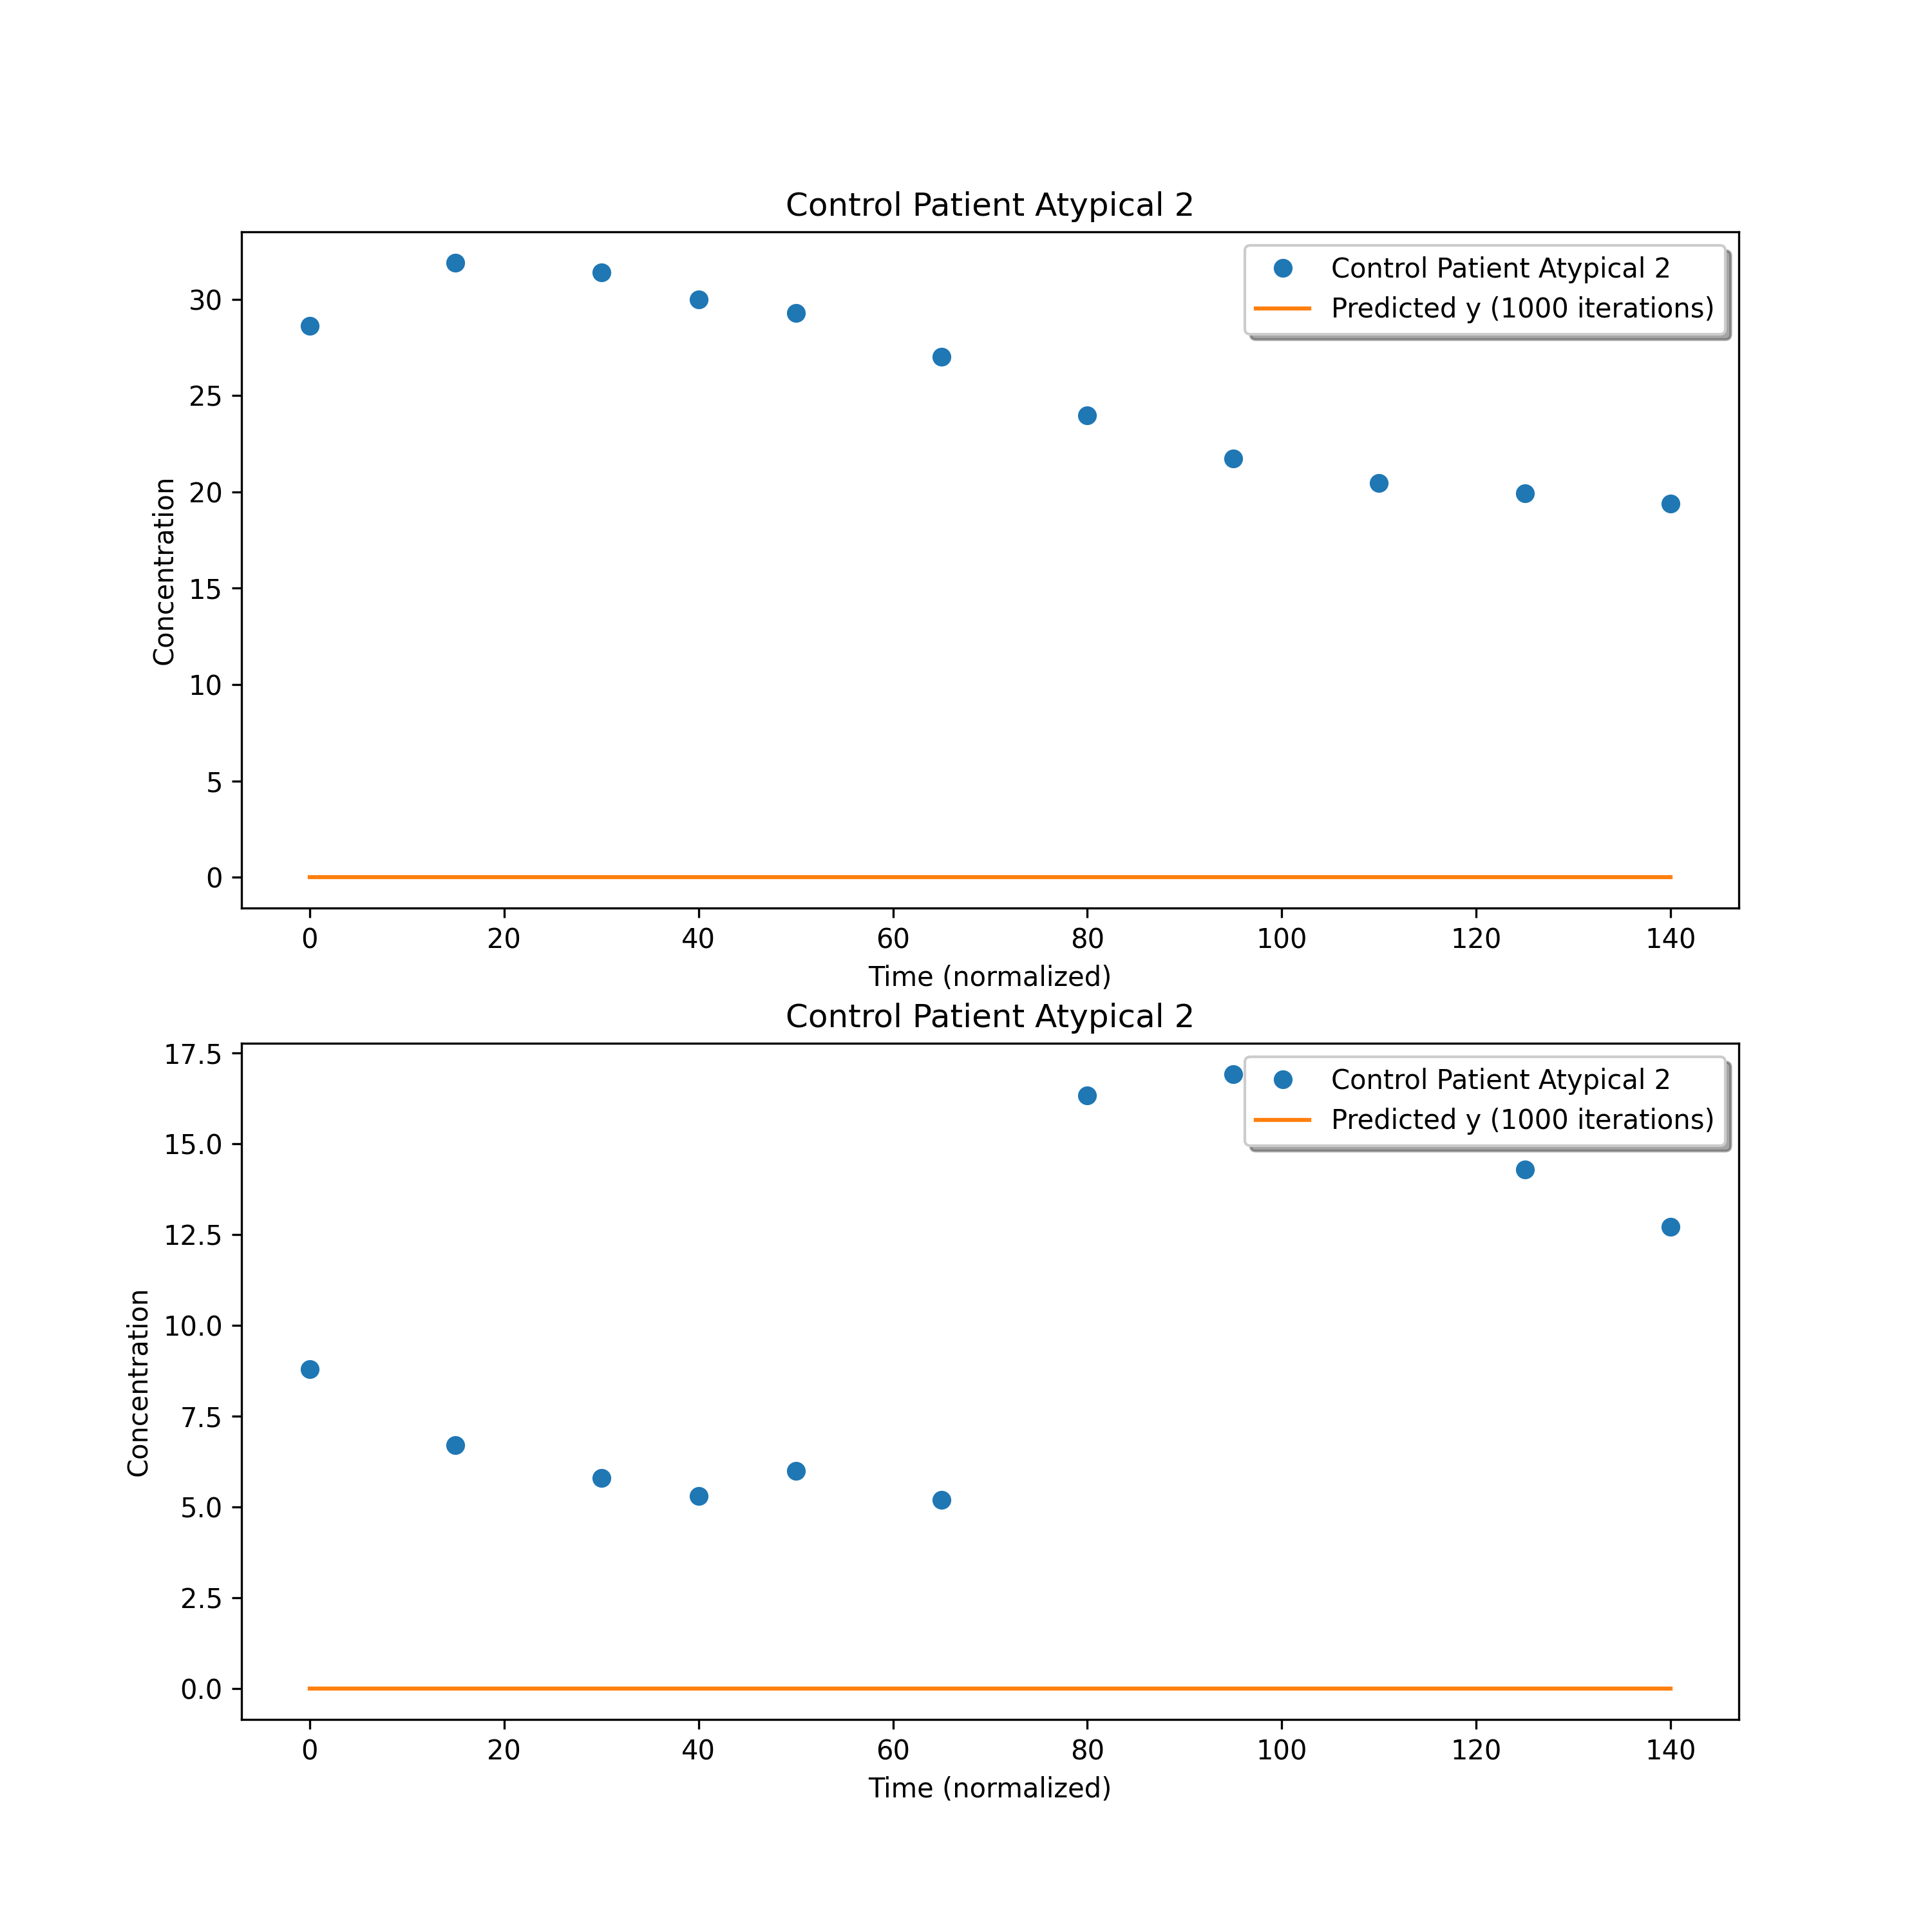 Control Patient Atypical 2
Control Patient Atypical 2
Predicted y (1000 iterations)
30
25
20
15
10
5
0
Concentration
0 20 40 60 80 100 120 140
Time (normalized)
Control Patient Atypical 2
Control Patient Atypical 2
Predicted y (1000 iterations)
17.5
15.0
12.5
10.0
7.5
5.0
2.5
0.0
Concentration
0 20 40 60 80 100 120 140
Time (normalized)